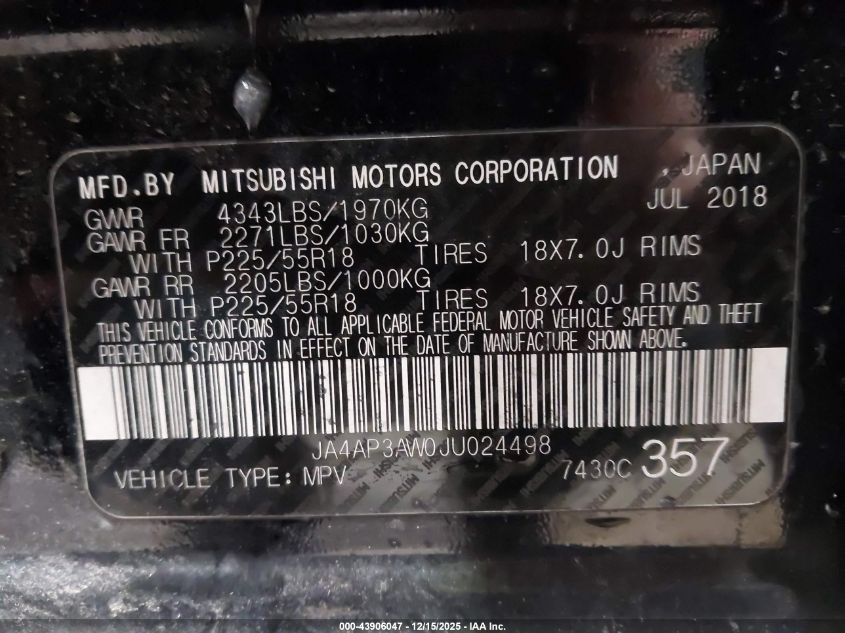 MFD.BY MITSUBISHI MOTORS CORPORATION , JAPAN
JUL 2018
GVWR 4343LBS/1970KG
GAWR FR 2271LBS/1030KG
WITH P225/55R18 TIRES 18X7.0J RIMS
GAWR RR 2205LBS/1000KG
WITH P225/55R18 TIRES 18X7.0J RIMS
THIS VEHICLE CONFORMS TO ALL APPLICABLE FEDERAL MOTOR VEHICLE SAFETY AND THEFT
PREVENTION STANDARDS IN EFFECT ON THE DATE OF MANUFACTURE SHOWN ABOVE.
JA4AP3AW0JU024498
VEHICLE TYPE: MPV 7430C 357
000-43906047 - 12/15/2025 - IAA Inc.